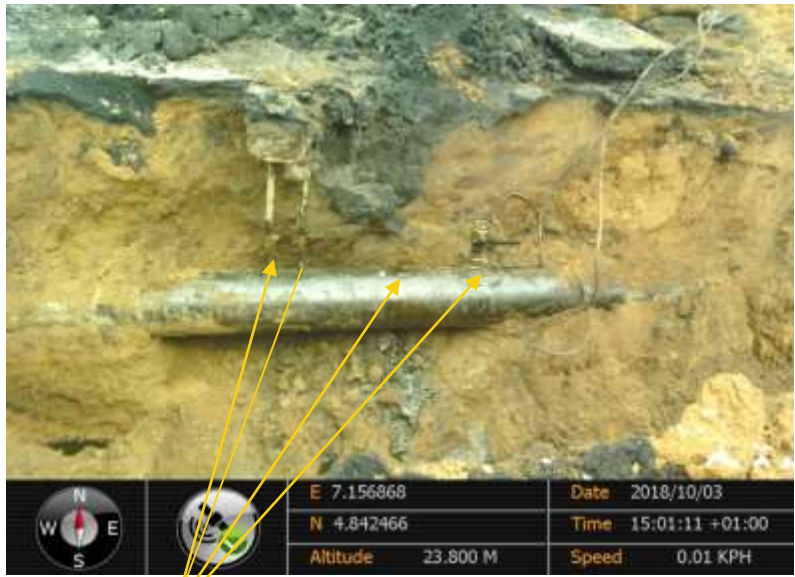 N
W E
S
E 7.156868
N 4.842466
Altitude 23.800 M
Date 2018/10/03
Time 15:01:11 +01:00
Speed 0.01 KPH